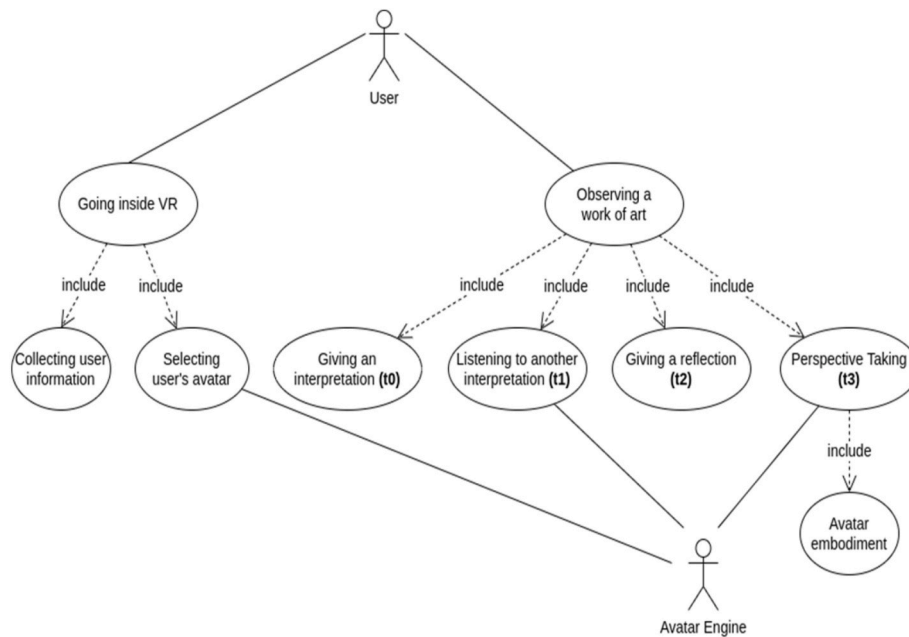 User
Going inside VR
Observing a
work of art
include
include
include
include
include
include
Collecting user
information
Selecting
user's avatar
Giving an
interpretation (t0)
Listening to another
interpretation (t1)
Giving a reflection
(t2)
Perspective Taking
(t3)
include
Avatar
embodiment
Avatar Engine